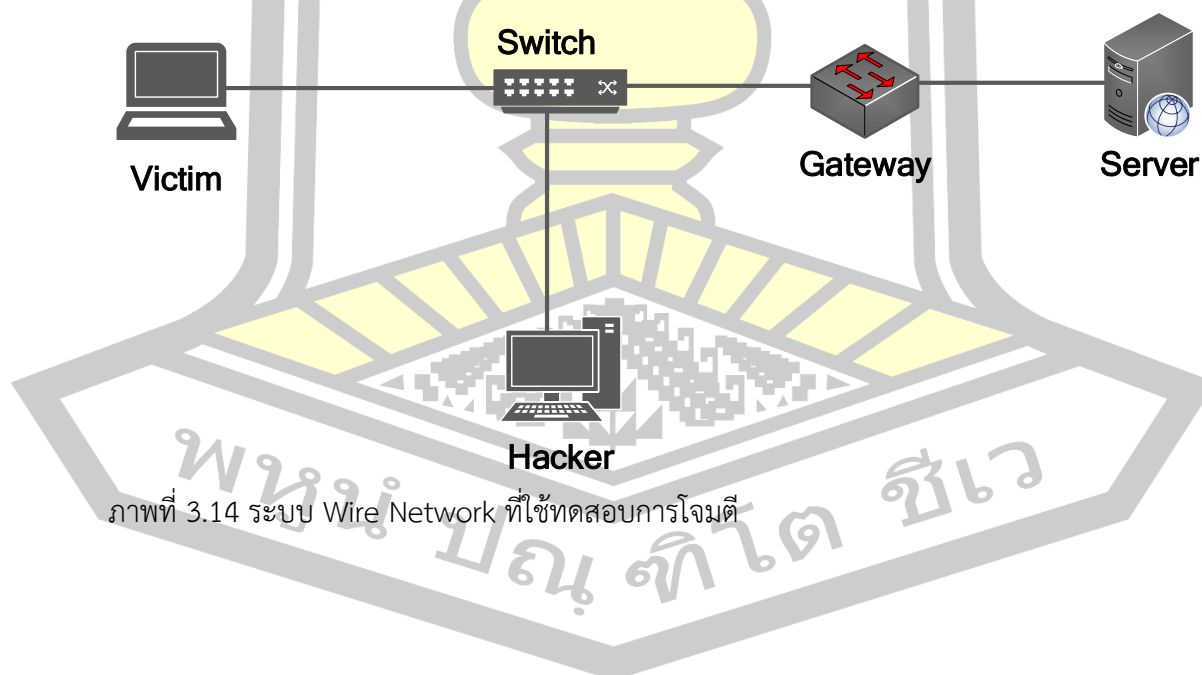 Switch
Victim
Gateway
Server
Hacker
ภาพที่ 3.14 ระบบ Wire Network ที่ใช้ทดสอบการโจมตี
พหุนํ ปณฺฑิโต ชีเว